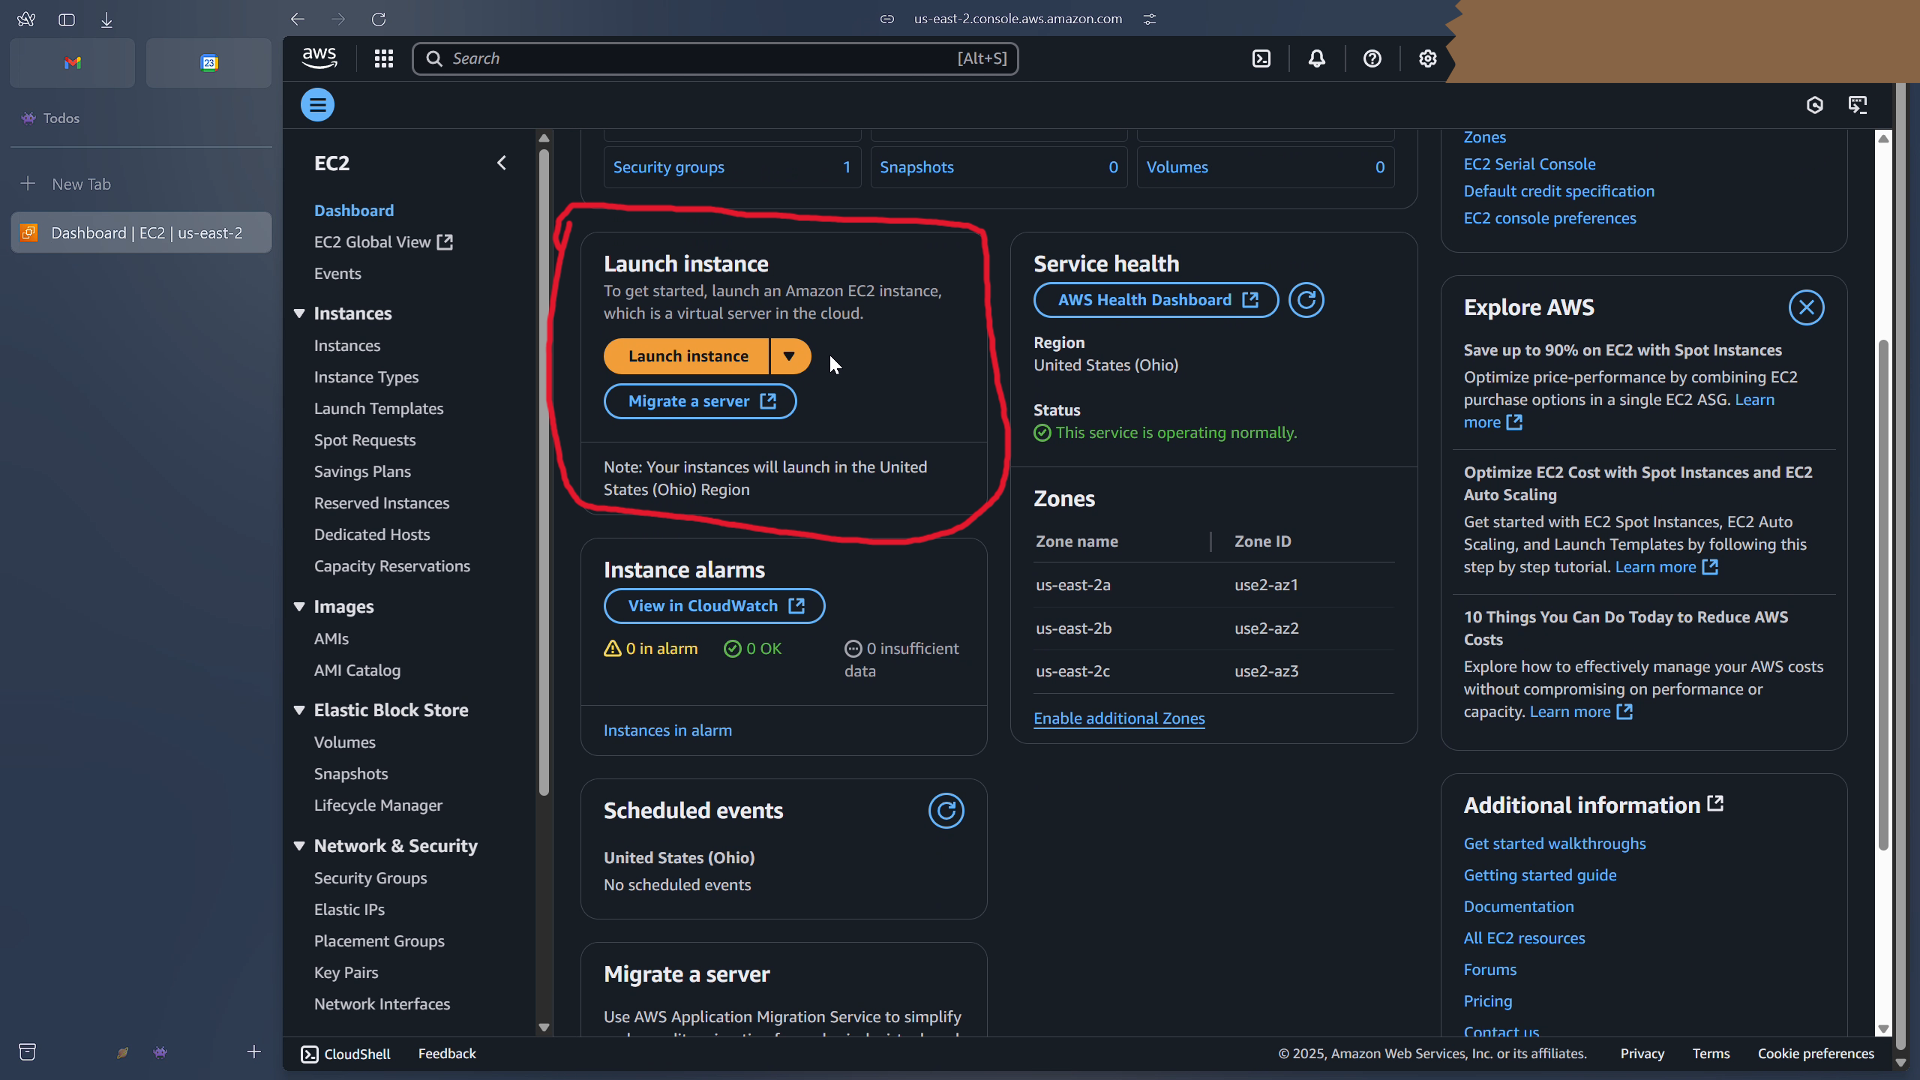 us-east-2.console.aws.amazon.com
aws
Search
[Alt+S]
23
Todos
New Tab
Dashboard | EC2 | us-east-2
EC2
Dashboard
EC2 Global View
Events
Instances
Instances
Instance Types
Launch Templates
Spot Requests
Savings Plans
Reserved Instances
Dedicated Hosts
Capacity Reservations
Images
AMIs
AMI Catalog
Elastic Block Store
Volumes
Snapshots
Lifecycle Manager
Network & Security
Security Groups
Elastic IPs
Placement Groups
Key Pairs
Network Interfaces
Security groups 1
Snapshots 0
Volumes 0
Launch instance
To get started, launch an Amazon EC2 instance,
which is a virtual server in the cloud.
Launch instance
Migrate a server
Note: Your instances will launch in the United
States (Ohio) Region
Instance alarms
View in CloudWatch
0 in alarm
0 OK
0 insufficient
data
Instances in alarm
Scheduled events
United States (Ohio)
No scheduled events
Migrate a server
Use AWS Application Migration Service to simplify
Service health
AWS Health Dashboard
Region
United States (Ohio)
Status
This service is operating normally.
Zones
Zone name Zone ID
us-east-2a use2-az1
us-east-2b use2-az2
us-east-2c use2-az3
Enable additional Zones
Zones
EC2 Serial Console
Default credit specification
EC2 console preferences
Explore AWS
Save up to 90% on EC2 with Spot Instances
Optimize price-performance by combining EC2
purchase options in a single EC2 ASG. Learn
more
Optimize EC2 Cost with Spot Instances and EC2
Auto Scaling
Get started with EC2 Spot Instances, EC2 Auto
Scaling, and Launch Templates by following this
step by step tutorial. Learn more
10 Things You Can Do Today to Reduce AWS
Costs
Explore how to effectively manage your AWS costs
without compromising on performance or
capacity. Learn more
Additional information
Get started walkthroughs
Getting started guide
Documentation
All EC2 resources
Forums
Pricing
Contact us
CloudShell
Feedback
© 2025, Amazon Web Services, Inc. or its affiliates.
Privacy
Terms
Cookie preferences